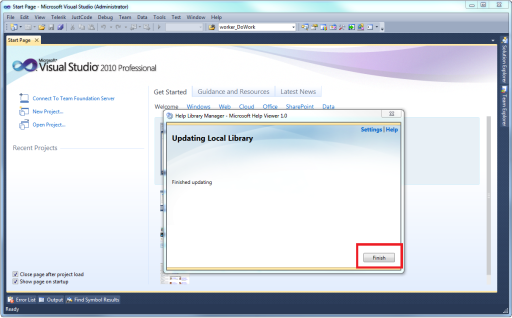 Start Page - Microsoft Visual Studio (Administrator)
File Edit View Telerik JustCode Build Debug Team Data Tools Test Window Help
worker_DoWork
Start Page
Solution Explorer
Team Explorer
Microsoft
Visual Studio 2010 Professional
Connect To Team Foundation Server
New Project...
Open Project...
Recent Projects
Close page after project load
Show page on startup
Get Started Guidance and Resources Latest News
Welcome Windows Web Cloud Office SharePoint Data
Help Library Manager - Microsoft Help Viewer 1.0
Settings | Help
Updating Local Library
Finished updating
Finish
Error List Output Find Symbol Results
Ready